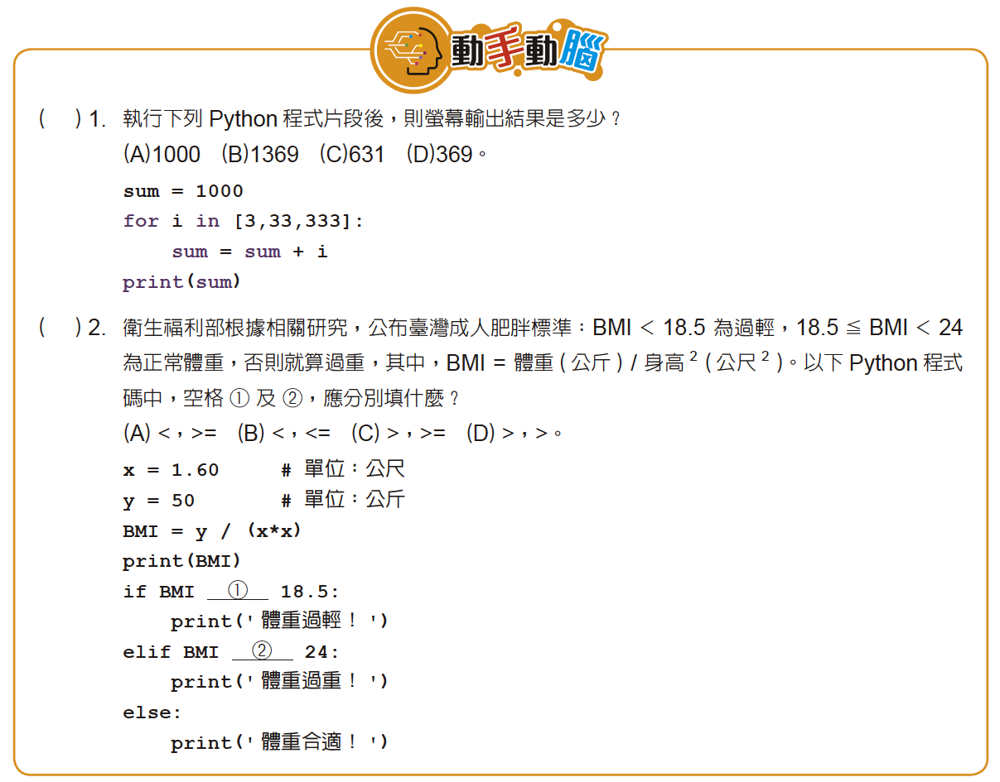 動手動腦
(　) 1. 執行下列 Python 程式片段後，則螢幕輸出結果是多少？
(A)1000　(B)1369　(C)631　(D)369。
sum = 1000
for i in [3,33,333]:
    sum = sum + i
print(sum)
(　) 2. 衛生福利部根據相關研究，公布臺灣成人肥胖標準：BMI < 18.5 為過輕，18.5 ≦ BMI < 24
為正常體重，否則就算過重，其中，BMI = 體重 ( 公斤 ) / 身高² ( 公尺² )。以下 Python 程式
碼中，空格 ① 及 ②，應分別填什麼？
(A) <，>=　(B) <，<=　(C) >，>=　(D) >，>。
x = 1.60     # 單位：公尺
y = 50       # 單位：公斤
BMI = y / (x*x)
print(BMI)
if BMI __①__ 18.5:
    print(' 體重過輕！ ')
elif BMI __②__ 24:
    print(' 體重過重！ ')
else:
    print(' 體重合適！ ')